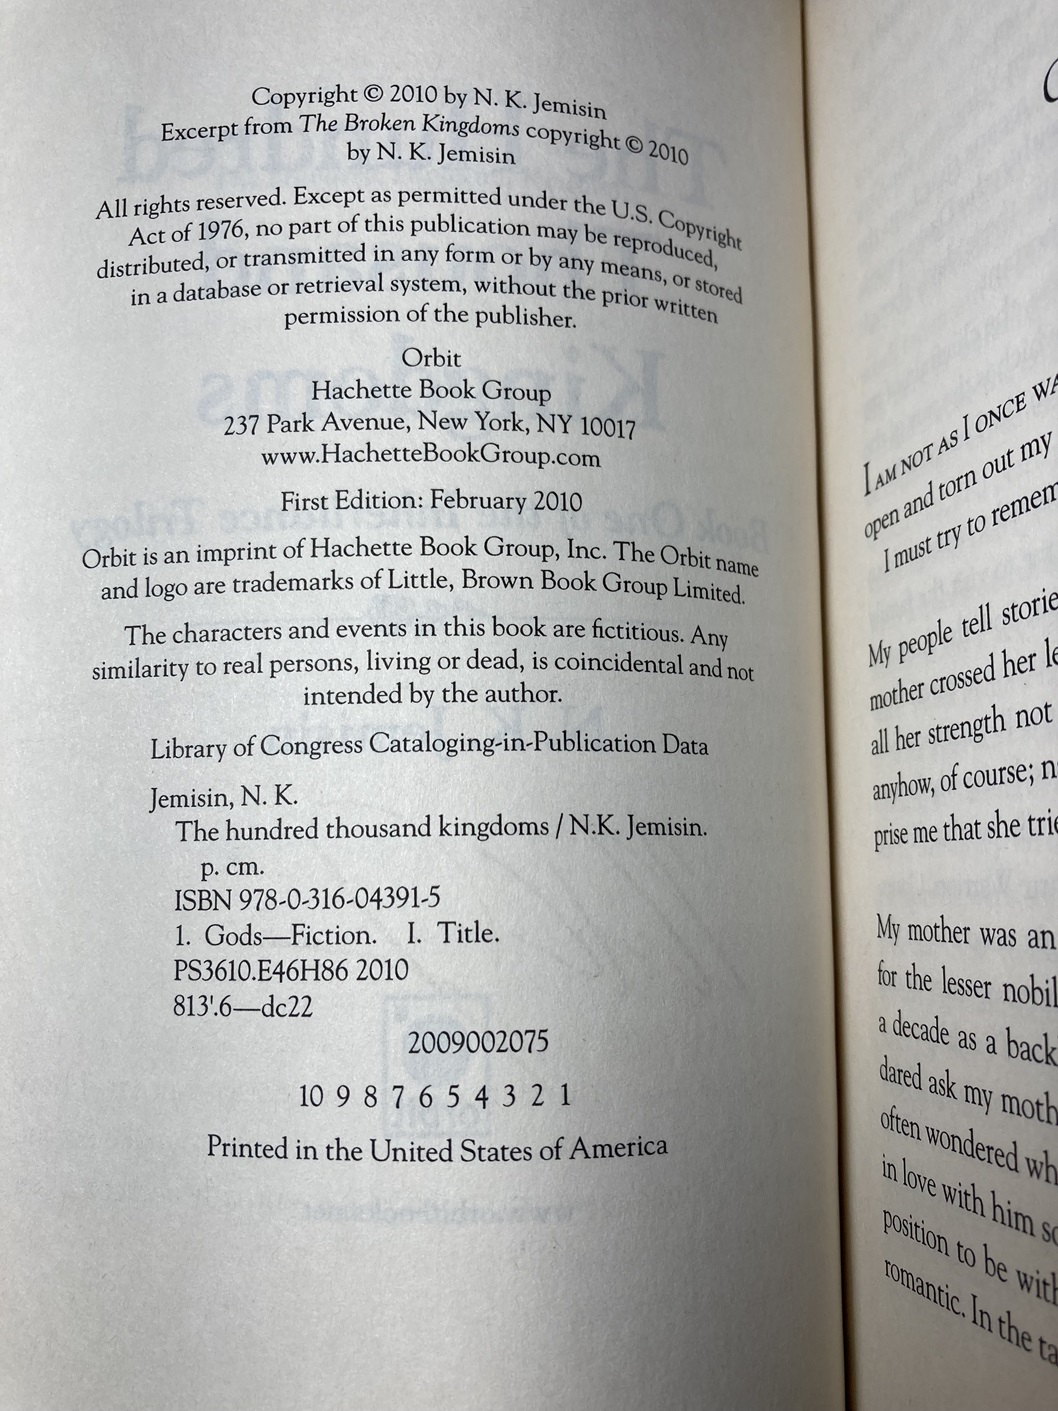 Copyright © 2010 by N. K. Jemisin
Excerpt from The Broken Kingdoms copyright © 2010
by N. K. Jemisin
All rights reserved. Except as permitted under the U.S. Copyright
Act of 1976, no part of this publication may be reproduced,
distributed, or transmitted in any form or by any means, or stored
in a database or retrieval system, without the prior written
permission of the publisher.
Orbit
Hachette Book Group
237 Park Avenue, New York, NY 10017
www.HachetteBookGroup.com
First Edition: February 2010
Orbit is an imprint of Hachette Book Group, Inc. The Orbit name
and logo are trademarks of Little, Brown Book Group Limited.
The characters and events in this book are fictitious. Any
similarity to real persons, living or dead, is coincidental and not
intended by the author.
Library of Congress Cataloging-in-Publication Data
Jemisin, N. K.
The hundred thousand kingdoms / N.K. Jemisin.
p. cm.
ISBN 978-0-316-04391-5
1. Gods—Fiction. I. Title.
PS3610.E46H86 2010
813'.6—dc22
2009002075
10 9 8 7 6 5 4 3 2 1
Printed in the United States of America
I AM NOT AS I ONCE
open and torn out my
I must try to
My people tell
mother crossed her
all her strength not
anyhow, of course;
prise me that she
My mother was an
for the lesser
a decade as a back
dared ask my
often wondered
in love with him
position to be
romantic. In the